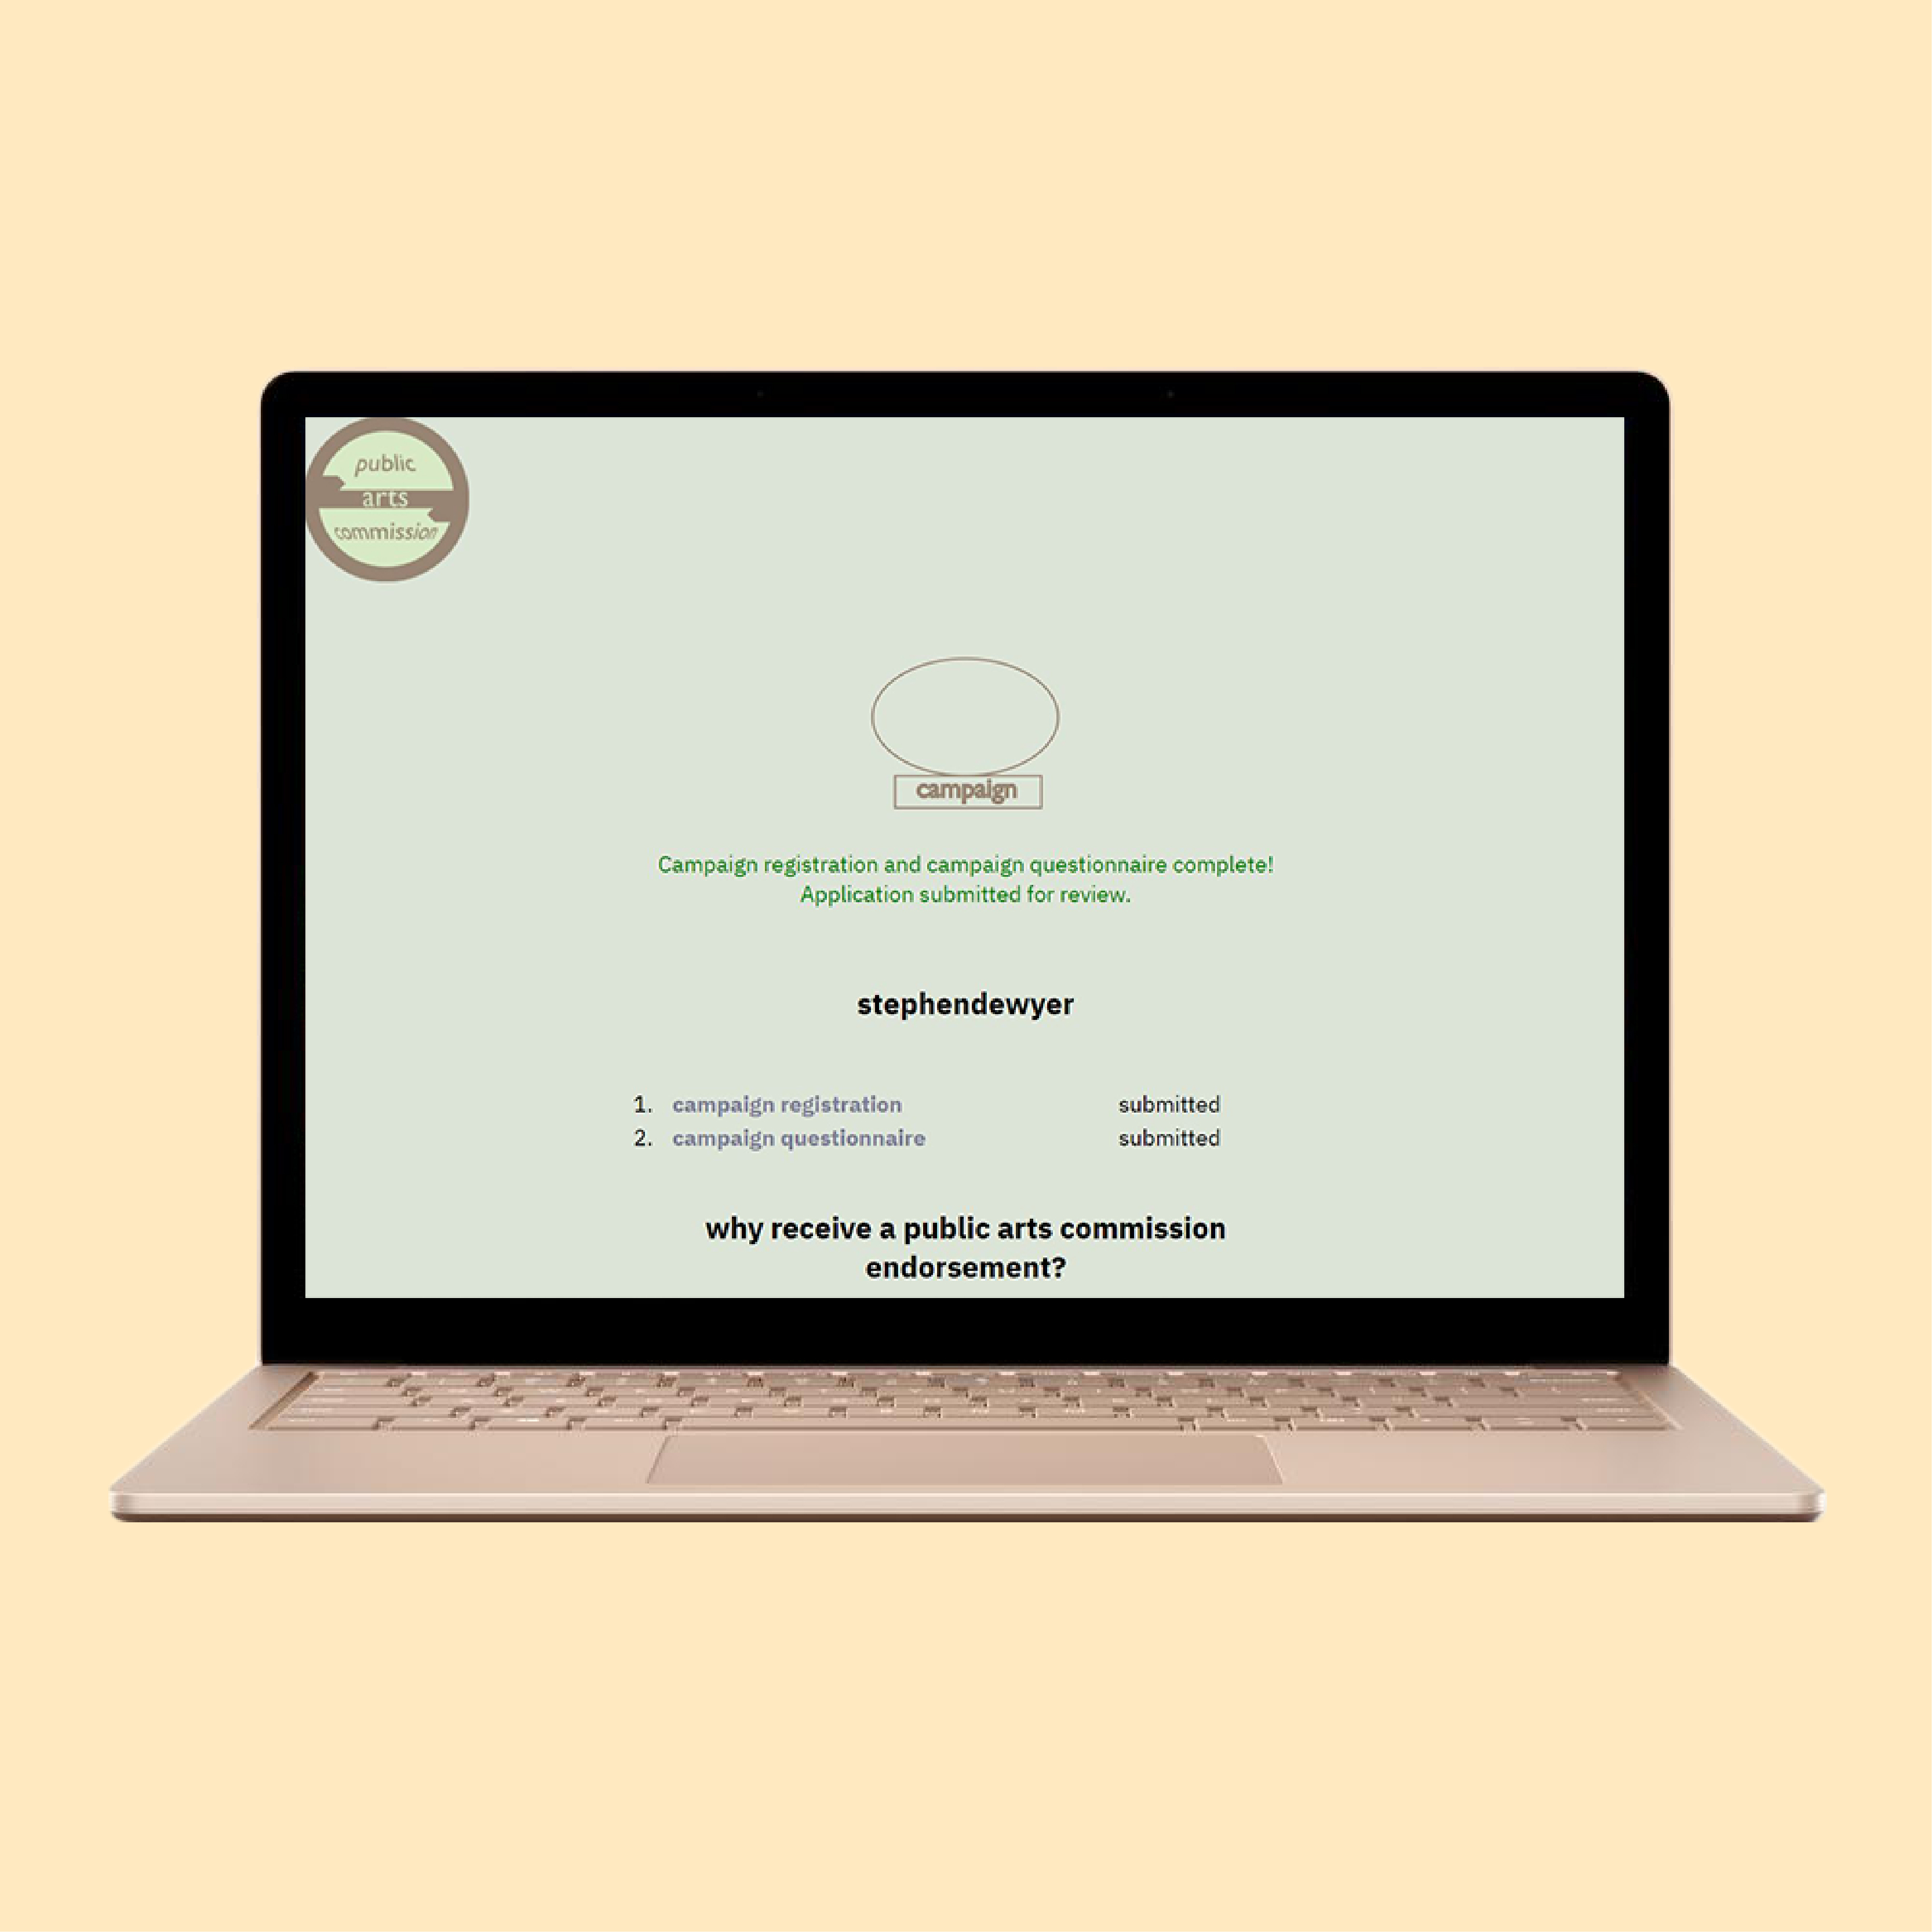 public
arts
commission
campaign
Campaign registration and campaign questionnaire complete!
Application submitted for review.
stephendewyer
1. campaign registration submitted
2. campaign questionnaire submitted
why receive a public arts commission
endorsement?